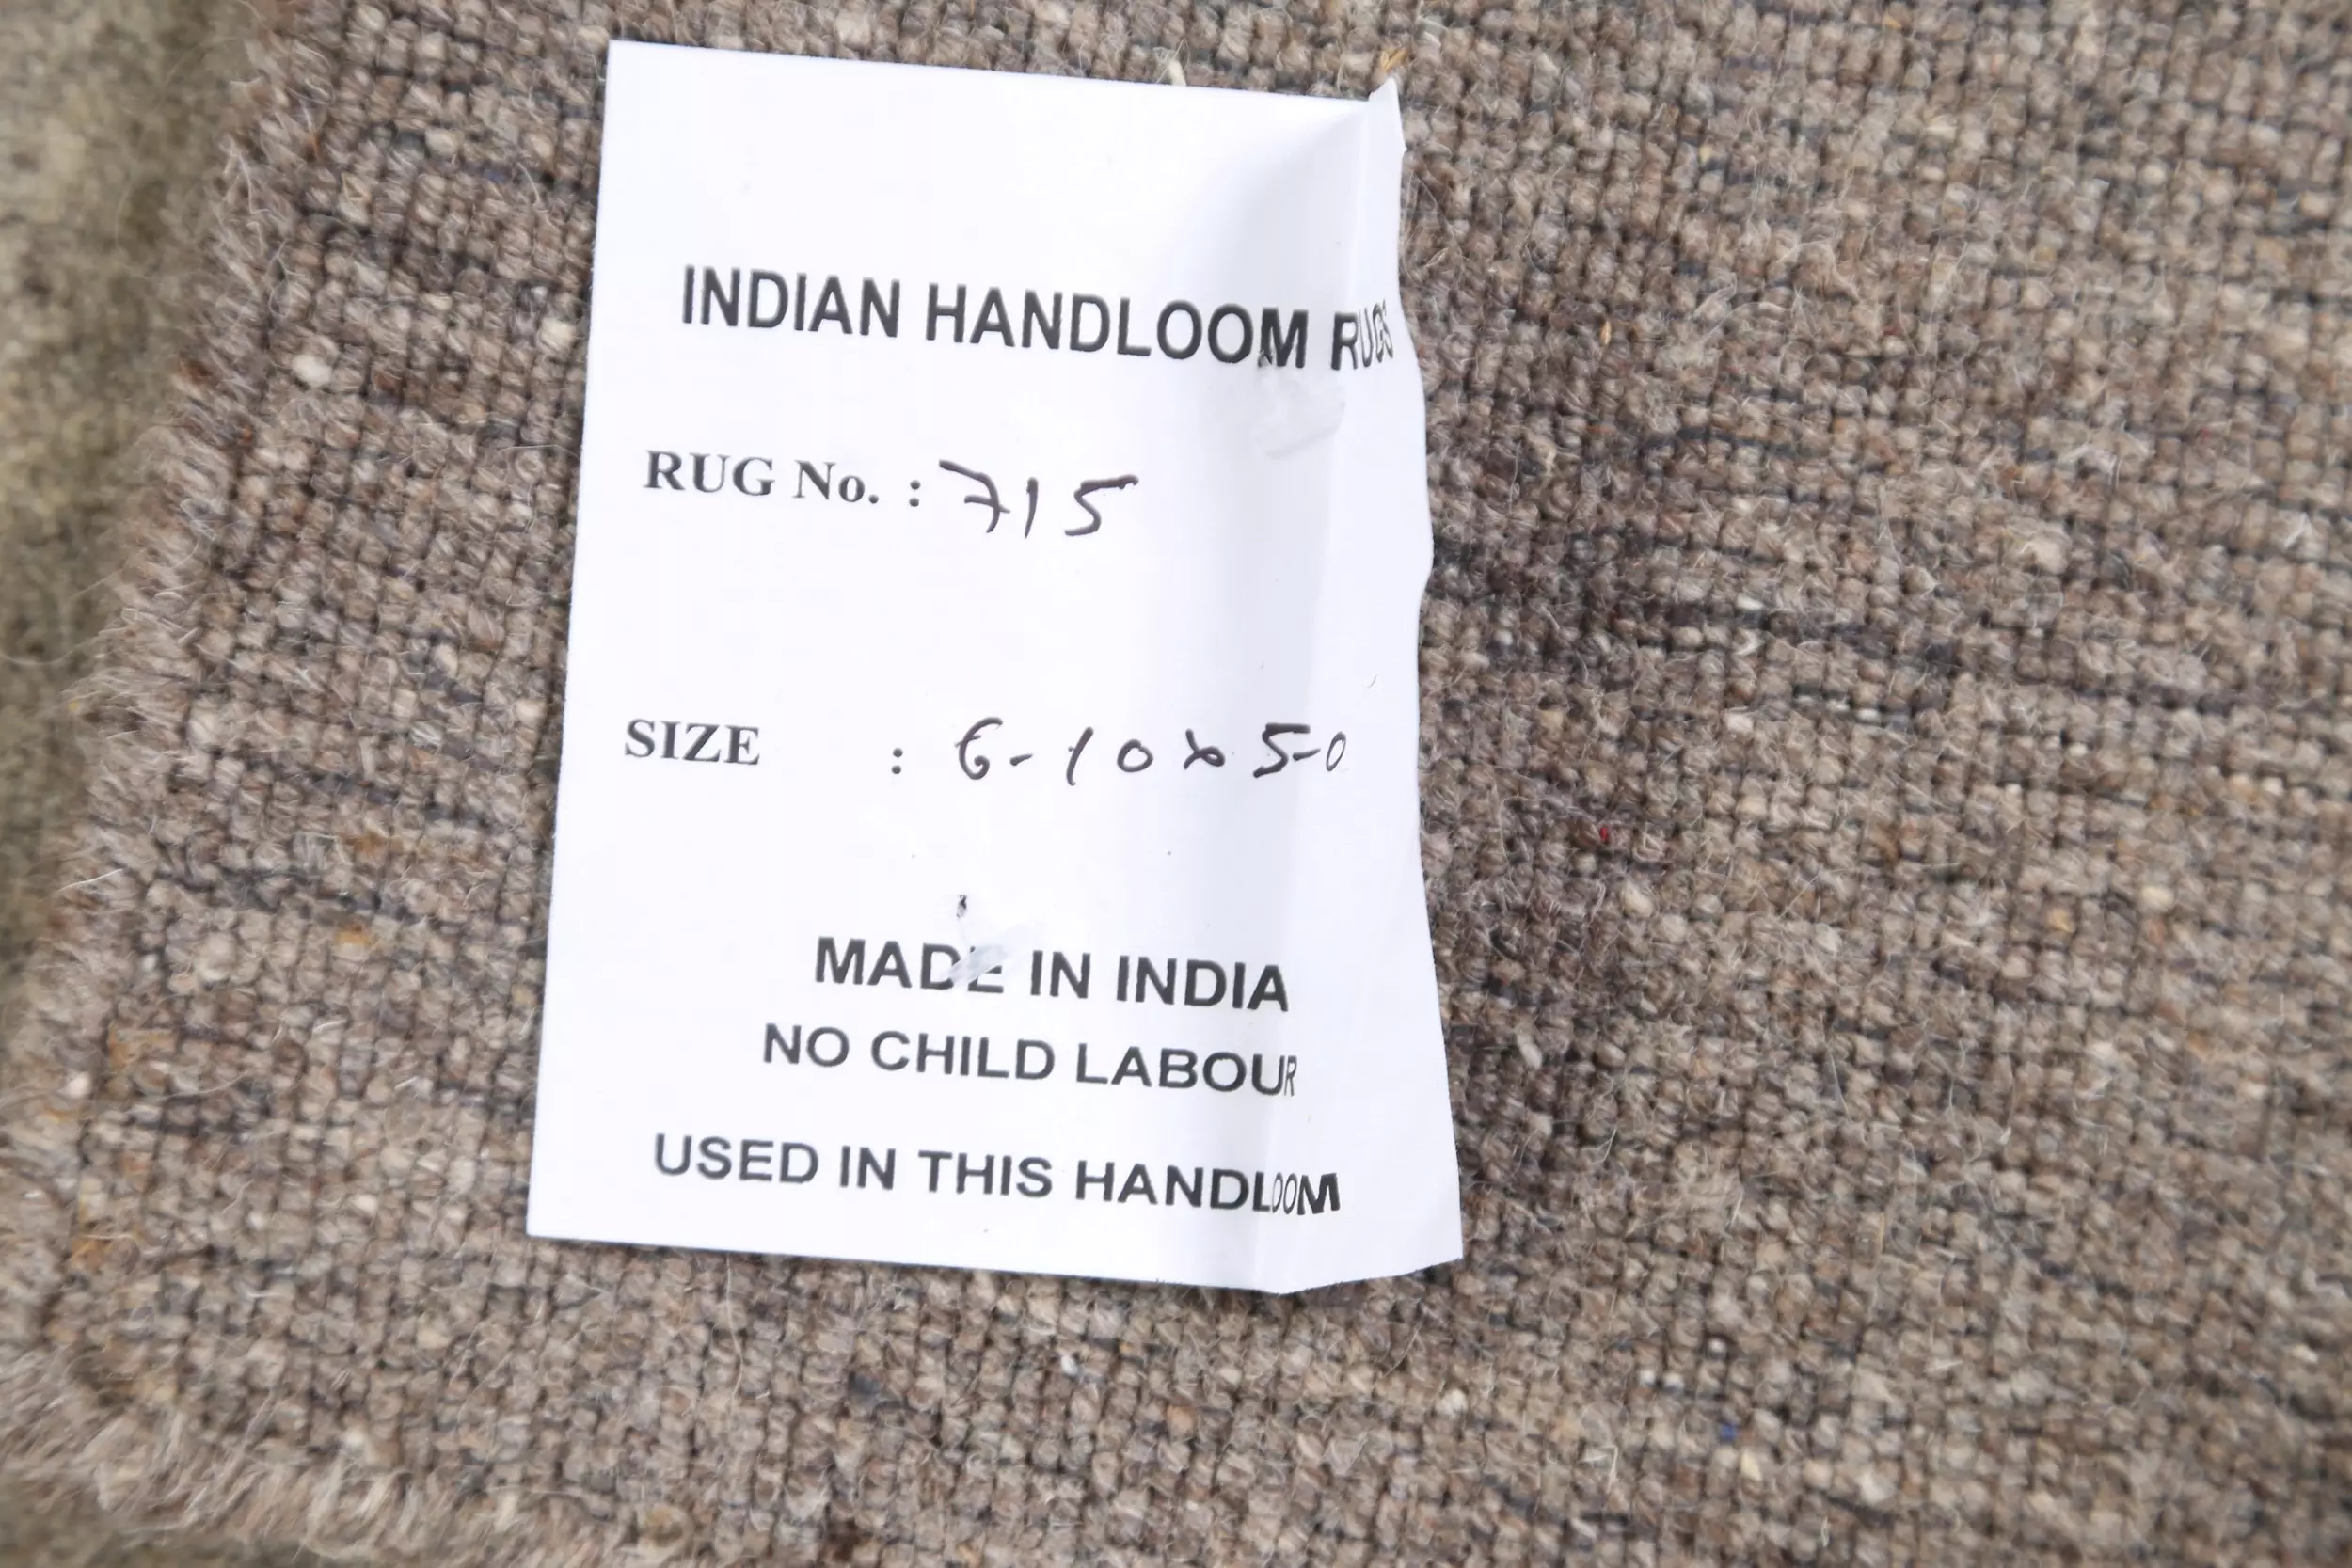 INDIAN HANDLOOM RUGS
RUG No. : 715
SIZE : 6-10x5-0
MADE IN INDIA
NO CHILD LABOUR
USED IN THIS HANDLOOM